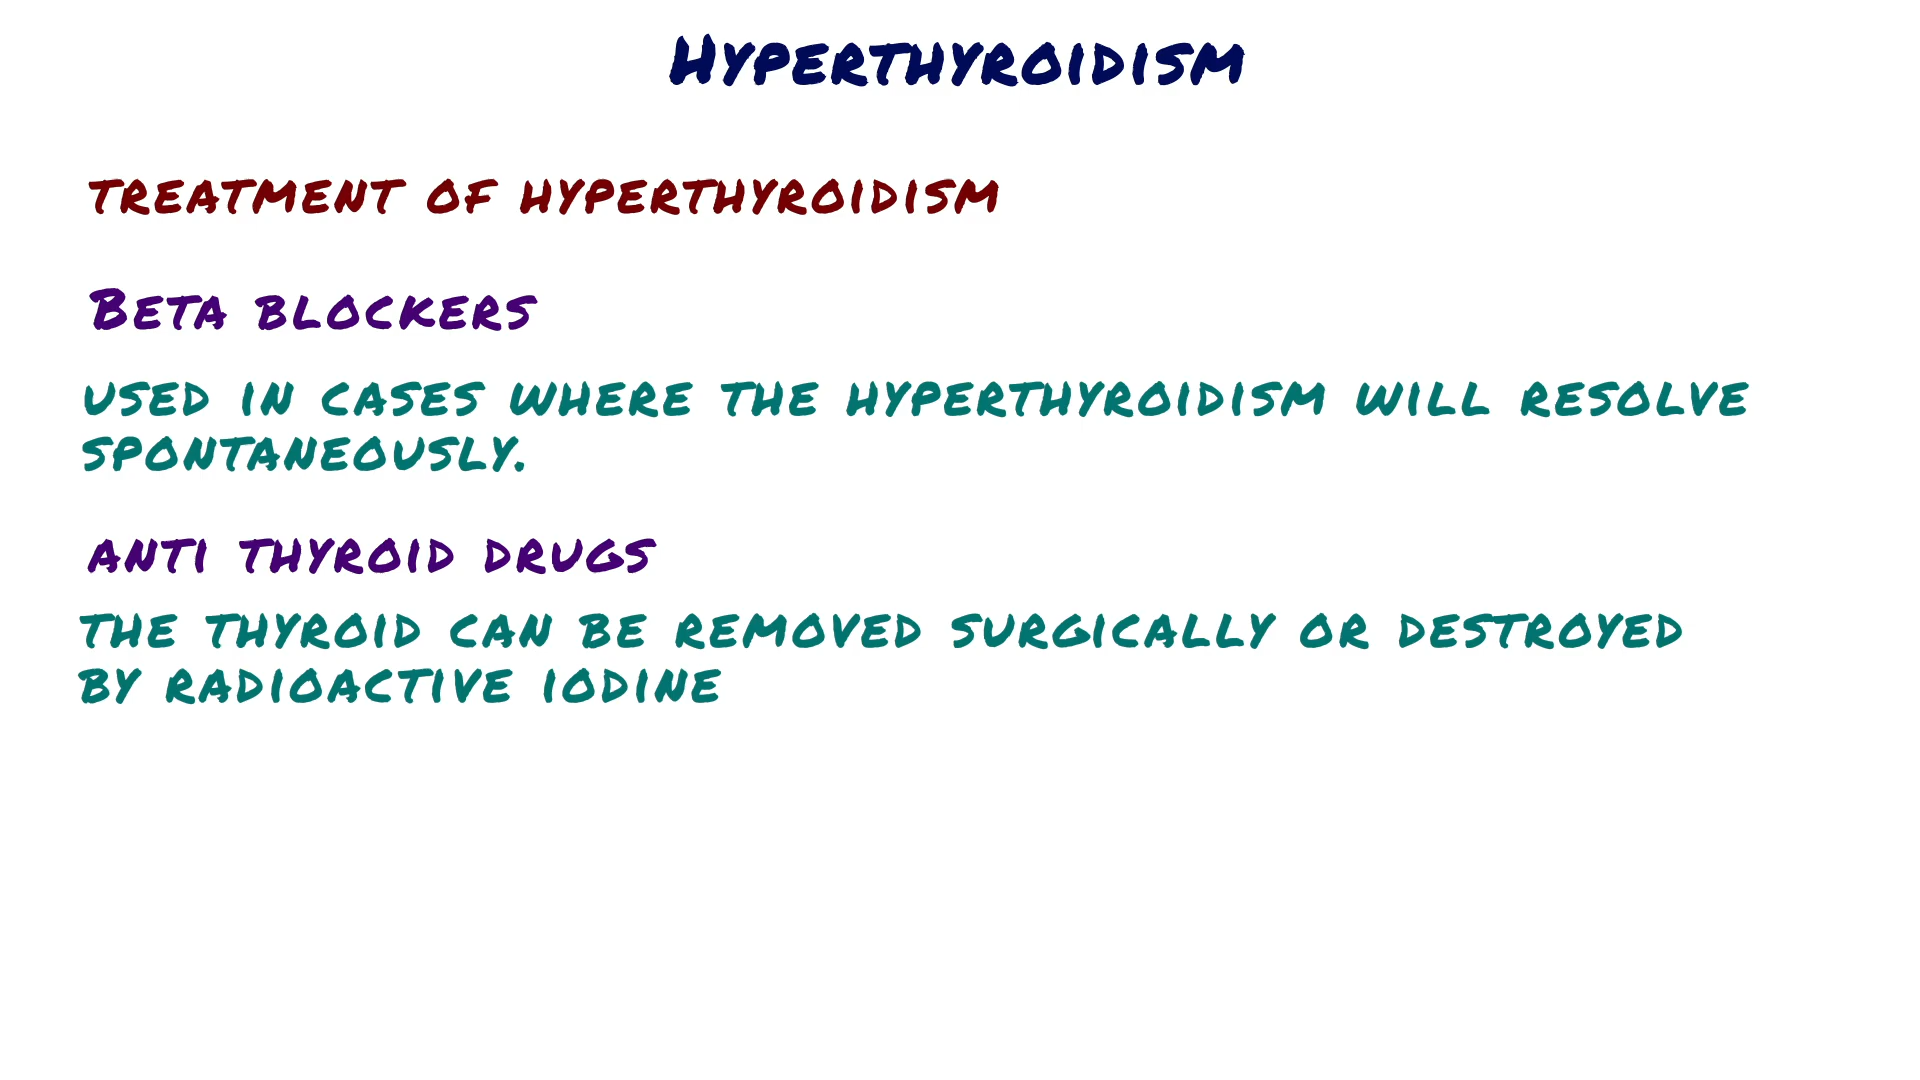 Hyperthyroidism
treatment of hyperthyroidism
Beta blockers
used in cases where the hyperthyroidism will resolve
spontaneously.
anti thyroid drugs
the thyroid can be removed surgically or destroyed
by radioactive iodine